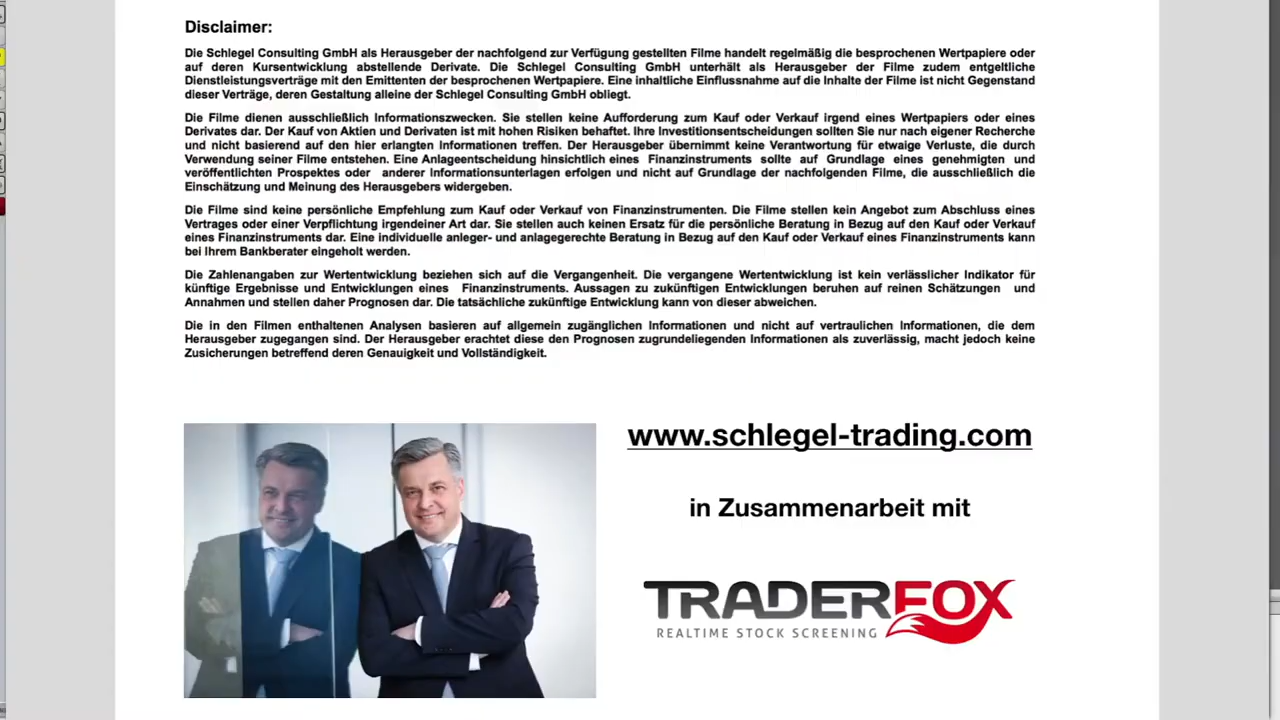 Disclaimer:
Die Schlegel Consulting GmbH als Herausgeber der nachfolgend zur Verfügung gestellten Filme handelt regelmäßig die besprochenen Wertpapiere oder
auf deren Kursentwicklung abstellende Derivate. Die Schlegel Consulting GmbH unterhält als Herausgeber der Filme zudem entgeltliche
Dienstleistungsverträge mit den Emittenten der besprochenen Wertpapiere. Eine inhaltliche Einflussnahme auf die Inhalte der Filme ist nicht Gegenstand
dieser Verträge, deren Gestaltung alleine der Schlegel Consulting GmbH obliegt.
Die Filme dienen ausschließlich Informationszwecken. Sie stellen keine Aufforderung zum Kauf oder Verkauf irgend eines Wertpapiers oder eines
Derivates dar. Der Kauf von Aktien und Derivaten ist mit hohen Risiken behaftet. Ihre Investitionsentscheidungen sollten Sie nur nach eigener Recherche
und nicht basierend auf den hier erlangten Informationen treffen. Der Herausgeber übernimmt keine Verantwortung für etwaige Verluste, die durch
Verwendung seiner Filme entstehen. Eine Anlageentscheidung hinsichtlich eines Finanzinstruments sollte auf Grundlage eines genehmigten und
veröffentlichten Prospektes oder anderer Informationsunterlagen erfolgen und nicht auf Grundlage der nachfolgenden Filme, die ausschließlich die
Einschätzung und Meinung des Herausgebers widergeben.
Die Filme sind keine persönliche Empfehlung zum Kauf oder Verkauf von Finanzinstrumenten. Die Filme stellen kein Angebot zum Abschluss eines
Vertrages oder einer Verpflichtung irgendeiner Art dar. Sie stellen auch keinen Ersatz für die persönliche Beratung in Bezug auf den Kauf oder Verkauf
eines Finanzinstruments dar. Eine individuelle anleger- und anlagegerechte Beratung in Bezug auf den Kauf oder Verkauf eines Finanzinstruments kann
bei Ihrem Bankberater eingeholt werden.
Die Zahlenangaben zur Wertentwicklung beziehen sich auf die Vergangenheit. Die vergangene Wertentwicklung ist kein verlässlicher Indikator für
künftige Ergebnisse und Entwicklungen eines Finanzinstruments. Aussagen zu zukünftigen Entwicklungen beruhen auf reinen Schätzungen und
Annahmen und stellen daher Prognosen dar. Die tatsächliche zukünftige Entwicklung kann von dieser abweichen.
Die in den Filmen enthaltenen Analysen basieren auf allgemein zugänglichen Informationen und nicht auf vertraulichen Informationen, die dem
Herausgeber zugegangen sind. Der Herausgeber erachtet diese den Prognosen zugrundeliegenden Informationen als zuverlässig, macht jedoch keine
Zusicherungen betreffend deren Genauigkeit und Vollständigkeit.
www.schlegel-trading.com
in Zusammenarbeit mit
TRADERFOX
REALTIME STOCK SCREENING